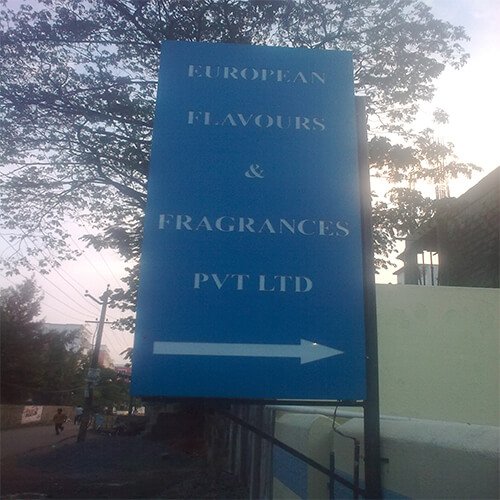 EUROPEAN
FLAVOURS
&
FRAGRANCES
PVT LTD